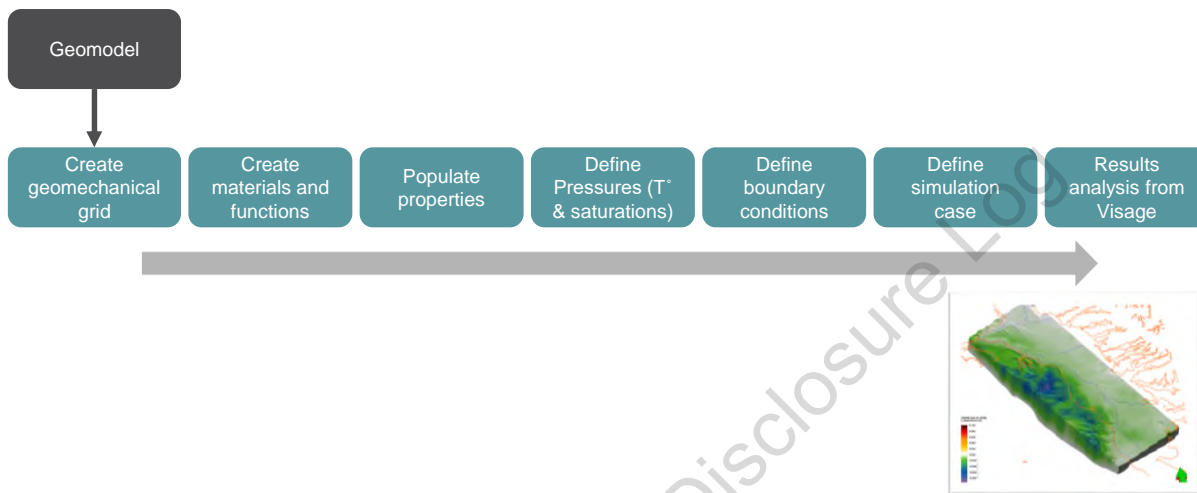 Geomodel
Create
geomechanical
grid
Create
materials and
functions
Populate
properties
Define
Pressures (T°
& saturations)
Define
boundary
conditions
Define
simulation
case
Results
analysis from
Visage
Disclosure Log